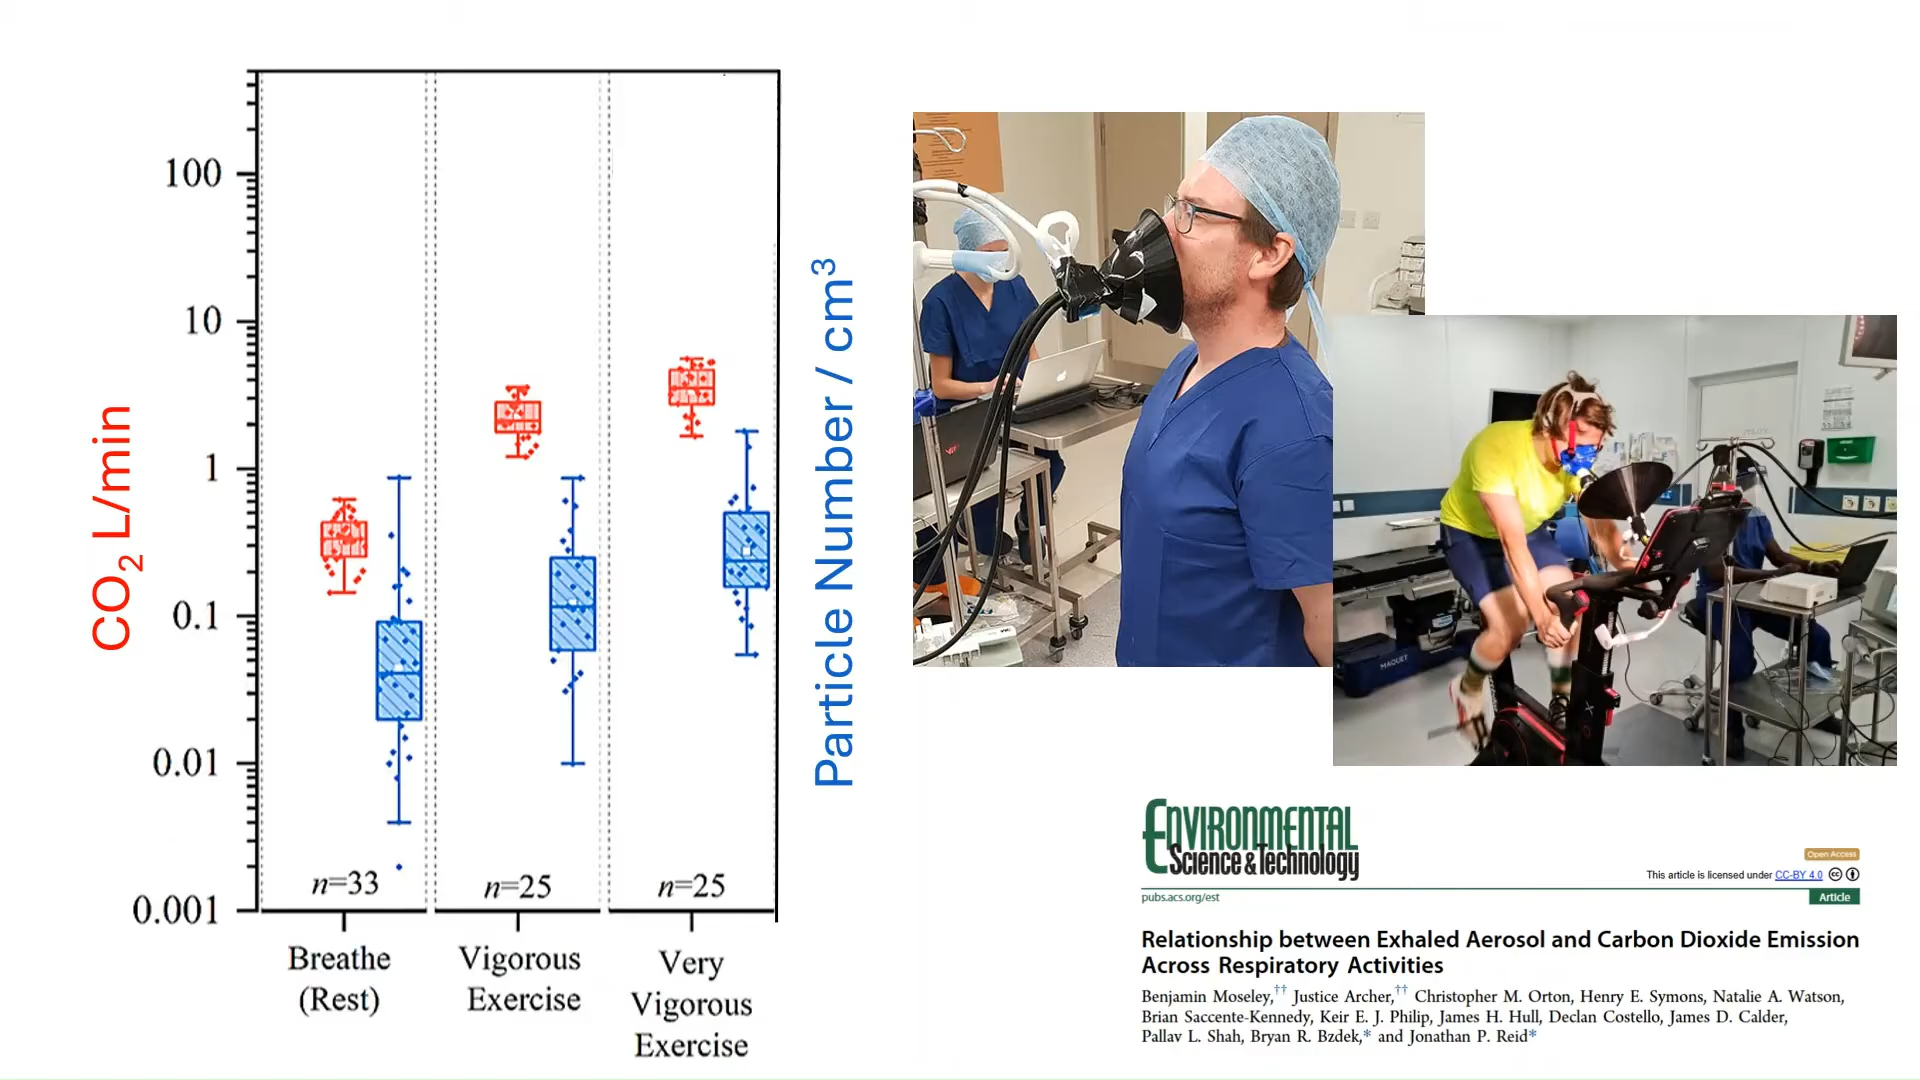 CO2 L/min
100
10
1
0.1
0.01
0.001
n=33
n=25
n=25
Breathe
(Rest)
Vigorous
Exercise
Very
Vigorous
Exercise
Particle Number / cm³
MAQUET
ENVIRONMENTAL
Science & Technology
Open Access
This article is licensed under CC-BY 4.0
pubs.acs.org/est
Article
Relationship between Exhaled Aerosol and Carbon Dioxide Emission
Across Respiratory Activities
Benjamin Moseley,†† Justice Archer,†† Christopher M. Orton, Henry E. Symons, Natalie A. Watson,
Brian Saccente-Kennedy, Keir E. J. Philip, James H. Hull, Declan Costello, James D. Calder,
Pallav L. Shah, Bryan R. Bzdek,* and Jonathan P. Reid*